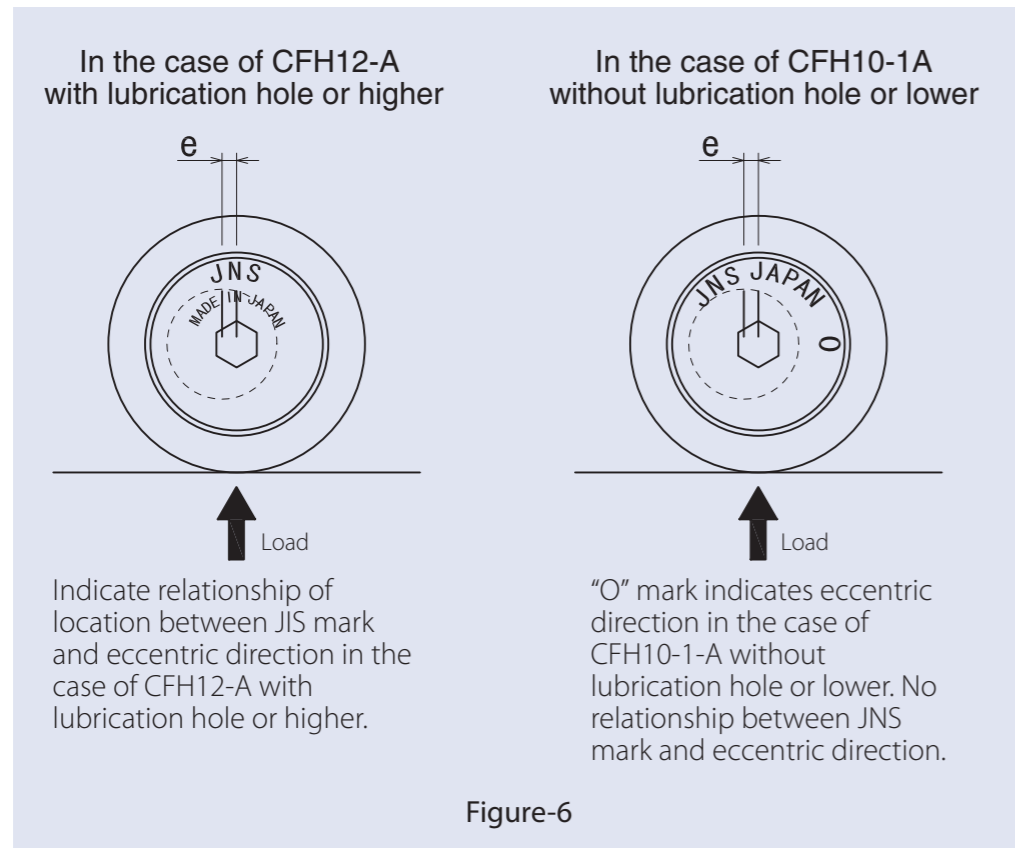 In the case of CFH12-A
with lubrication hole or higher
e
JNS
MADE IN JAPAN
Load
Indicate relationship of
location between JIS mark
and eccentric direction in the
case of CFH12-A with
lubrication hole or higher.
In the case of CFH10-1A
without lubrication hole or lower
e
JNS JAPAN
O
Load
“O” mark indicates eccentric
direction in the case of
CFH10-1-A without
lubrication hole or lower. No
relationship between JNS
mark and eccentric direction.
Figure-6